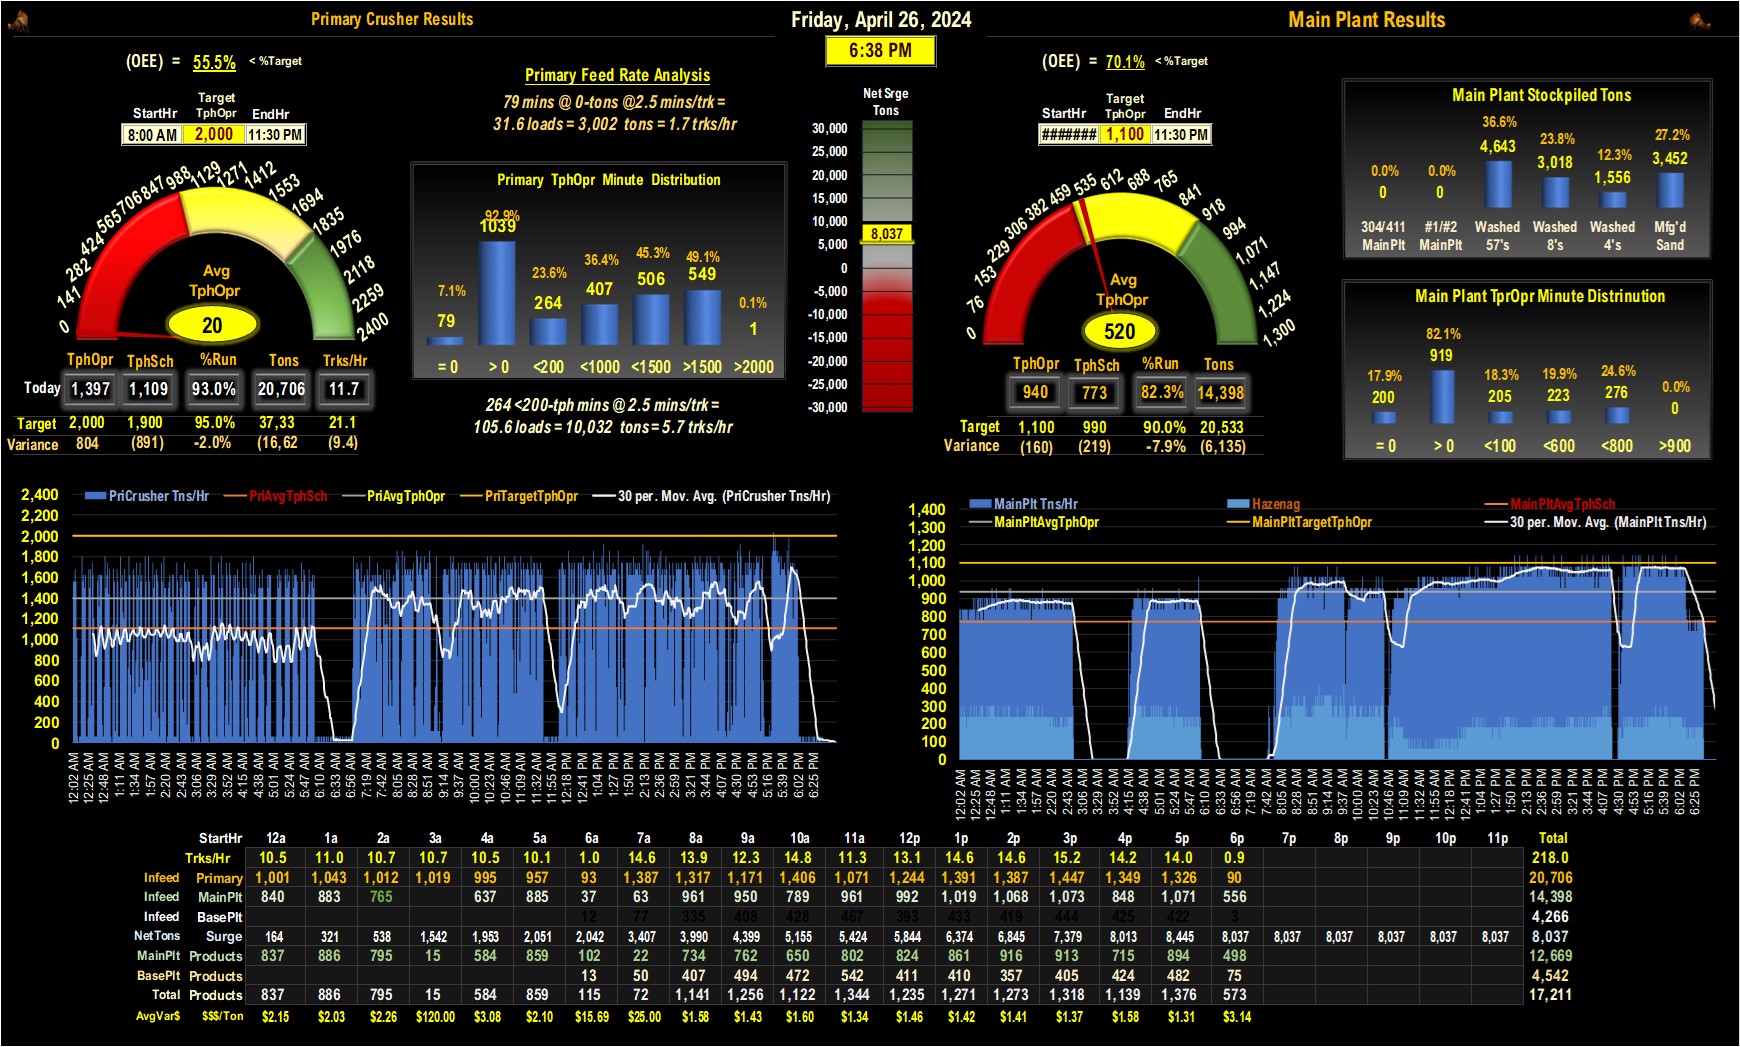 Primary Crusher Results
Friday, April 26, 2024
Main Plant Results
6:38 PM
(OEE) = 55.5% < %Target
Target
StartHr TphOpr EndHr
8:00 AM 2,000 11:30 PM
Primary Feed Rate Analysis
79 mins @ 0-tons @2.5 mins/trk =
31.6 loads = 3,002 tons = 1.7 trks/hr
0 141 282 424 565 706 847 988 1129 1271 1412 1553 1694 1835 1976 2118 2259 2400
Avg
TphOpr
20
TphOpr TphSch %Run Tons Trks/Hr
Today 1,397 1,109 93.0% 20,706 11.7
Target 2,000 1,900 95.0% 37,33 21.1
Variance 804 (891) -2.0% (16,62 (9.4)
Primary TphOpr Minute Distribution
7.1% 92.9% 23.6% 36.4% 45.3% 49.1% 0.1%
79 1039 264 407 506 549 1
= 0 > 0 <200 <1000 <1500 >1500 >2000
264 <200-tph mins @ 2.5 mins/trk =
105.6 loads = 10,032 tons = 5.7 trks/hr
Net Srge
Tons
30,000
25,000
20,000
15,000
10,000
8,037
5,000
0
-5,000
-10,000
-15,000
-20,000
-25,000
-30,000
(OEE) = 70.1% < %Target
Target
StartHr TphOpr EndHr
####### 1,100 11:30 PM
0 76 153 229 306 382 459 535 612 688 765 841 918 994 1,071 1,147 1,224 1,300
Avg
TphOpr
520
TphOpr TphSch %Run Tons
940 773 82.3% 14,398
Target 1,100 990 90.0% 20,533
Variance (160) (219) -7.9% (6,135)
Main Plant Stockpiled Tons
0.0% 0.0% 36.6% 23.8% 12.3% 27.2%
0 0 4,643 3,018 1,556 3,452
304/411 #1/#2 Washed Washed Washed Mfg'd
MainPlt MainPlt 57's 8's 4's Sand
Main Plant TprOpr Minute Distrinution
17.9% 82.1% 18.3% 19.9% 24.6% 0.0%
200 919 205 223 276 0
= 0 > 0 <100 <600 <800 >900
PriCrusher Tns/Hr PriAvgTphSch PriAvgTphOpr PriTargetTphOpr 30 per. Mov. Avg. (PriCrusher Tns/Hr)
2,400
2,200
2,000
1,800
1,600
1,400
1,200
1,000
800
600
400
200
0
12:02 AM 12:25 AM 12:48 AM 1:11 AM 1:34 AM 1:57 AM 2:20 AM 2:43 AM 3:06 AM 3:29 AM 3:52 AM 4:15 AM 4:38 AM 5:01 AM 5:24 AM 5:47 AM 6:10 AM 6:33 AM 6:56 AM 7:19 AM 7:42 AM 8:05 AM 8:28 AM 8:51 AM 9:14 AM 9:37 AM 10:00 AM 10:23 AM 10:46 AM 11:09 AM 11:32 AM 11:55 AM 12:18 PM 12:41 PM 1:04 PM 1:27 PM 1:50 PM 2:13 PM 2:36 PM 2:59 PM 3:21 PM 3:44 PM 4:07 PM 4:30 PM 4:53 PM 5:16 PM 5:39 PM 6:02 PM 6:25 PM
MainPlt Tns/Hr Hazenag MainPltAvgTphSch
MainPltAvgTphOpr MainPltTargetTphOpr 30 per. Mov. Avg. (MainPlt Tns/Hr)
1,400
1,300
1,200
1,100
1,000
900
800
700
600
500
400
300
200
100
0
12:02 AM 12:25 AM 12:48 AM 1:11 AM 1:34 AM 1:57 AM 2:20 AM 2:43 AM 3:06 AM 3:29 AM 3:52 AM 4:15 AM 4:38 AM 5:01 AM 5:24 AM 5:47 AM 6:10 AM 6:33 AM 6:56 AM 7:19 AM 7:42 AM 8:05 AM 8:28 AM 8:51 AM 9:14 AM 9:37 AM 10:00 AM 10:23 AM 10:46 AM 11:09 AM 11:32 AM 11:55 AM 12:18 PM 12:41 PM 1:04 PM 1:27 PM 1:50 PM 2:13 PM 2:36 PM 2:59 PM 3:21 PM 3:44 PM 4:07 PM 4:30 PM 4:53 PM 5:16 PM 5:39 PM 6:02 PM 6:25 PM
StartHr 12a 1a 2a 3a 4a 5a 6a 7a 8a 9a 10a 11a 12p 1p 2p 3p 4p 5p 6p 7p 8p 9p 10p 11p Total
Trks/Hr 10.5 11.0 10.7 10.7 10.5 10.1 1.0 14.6 13.9 12.3 14.8 11.3 13.1 14.6 14.6 15.2 14.2 14.0 0.9 218.0
Infeed Primary 1,001 1,043 1,012 1,019 995 957 93 1,387 1,317 1,171 1,406 1,071 1,244 1,391 1,387 1,447 1,349 1,326 90 20,706
Infeed MainPlt 840 883 765 637 885 37 63 961 950 789 961 992 1,019 1,068 1,073 848 1,071 556 14,398
Infeed BasePlt 12 77 335 408 428 467 393 433 419 444 425 422 3 4,266
NetTons Surge 164 321 538 1,542 1,953 2,051 2,042 3,407 3,990 4,399 5,155 5,424 5,844 6,374 6,845 7,379 8,013 8,445 8,037 8,037 8,037 8,037 8,037 8,037 8,037
MainPlt Products 837 886 795 15 584 859 102 22 734 762 650 802 824 861 916 913 715 894 498 12,669
BasePlt Products 13 50 407 494 472 542 411 410 357 405 424 482 75 4,542
Total Products 837 886 795 15 584 859 115 72 1,141 1,256 1,122 1,344 1,235 1,271 1,273 1,318 1,139 1,376 573 17,211
AvgVar$ $$$/Ton $2.15 $2.03 $2.26 $120.00 $3.08 $2.10 $15.69 $25.00 $1.58 $1.43 $1.60 $1.34 $1.46 $1.42 $1.41 $1.37 $1.58 $1.31 $3.14